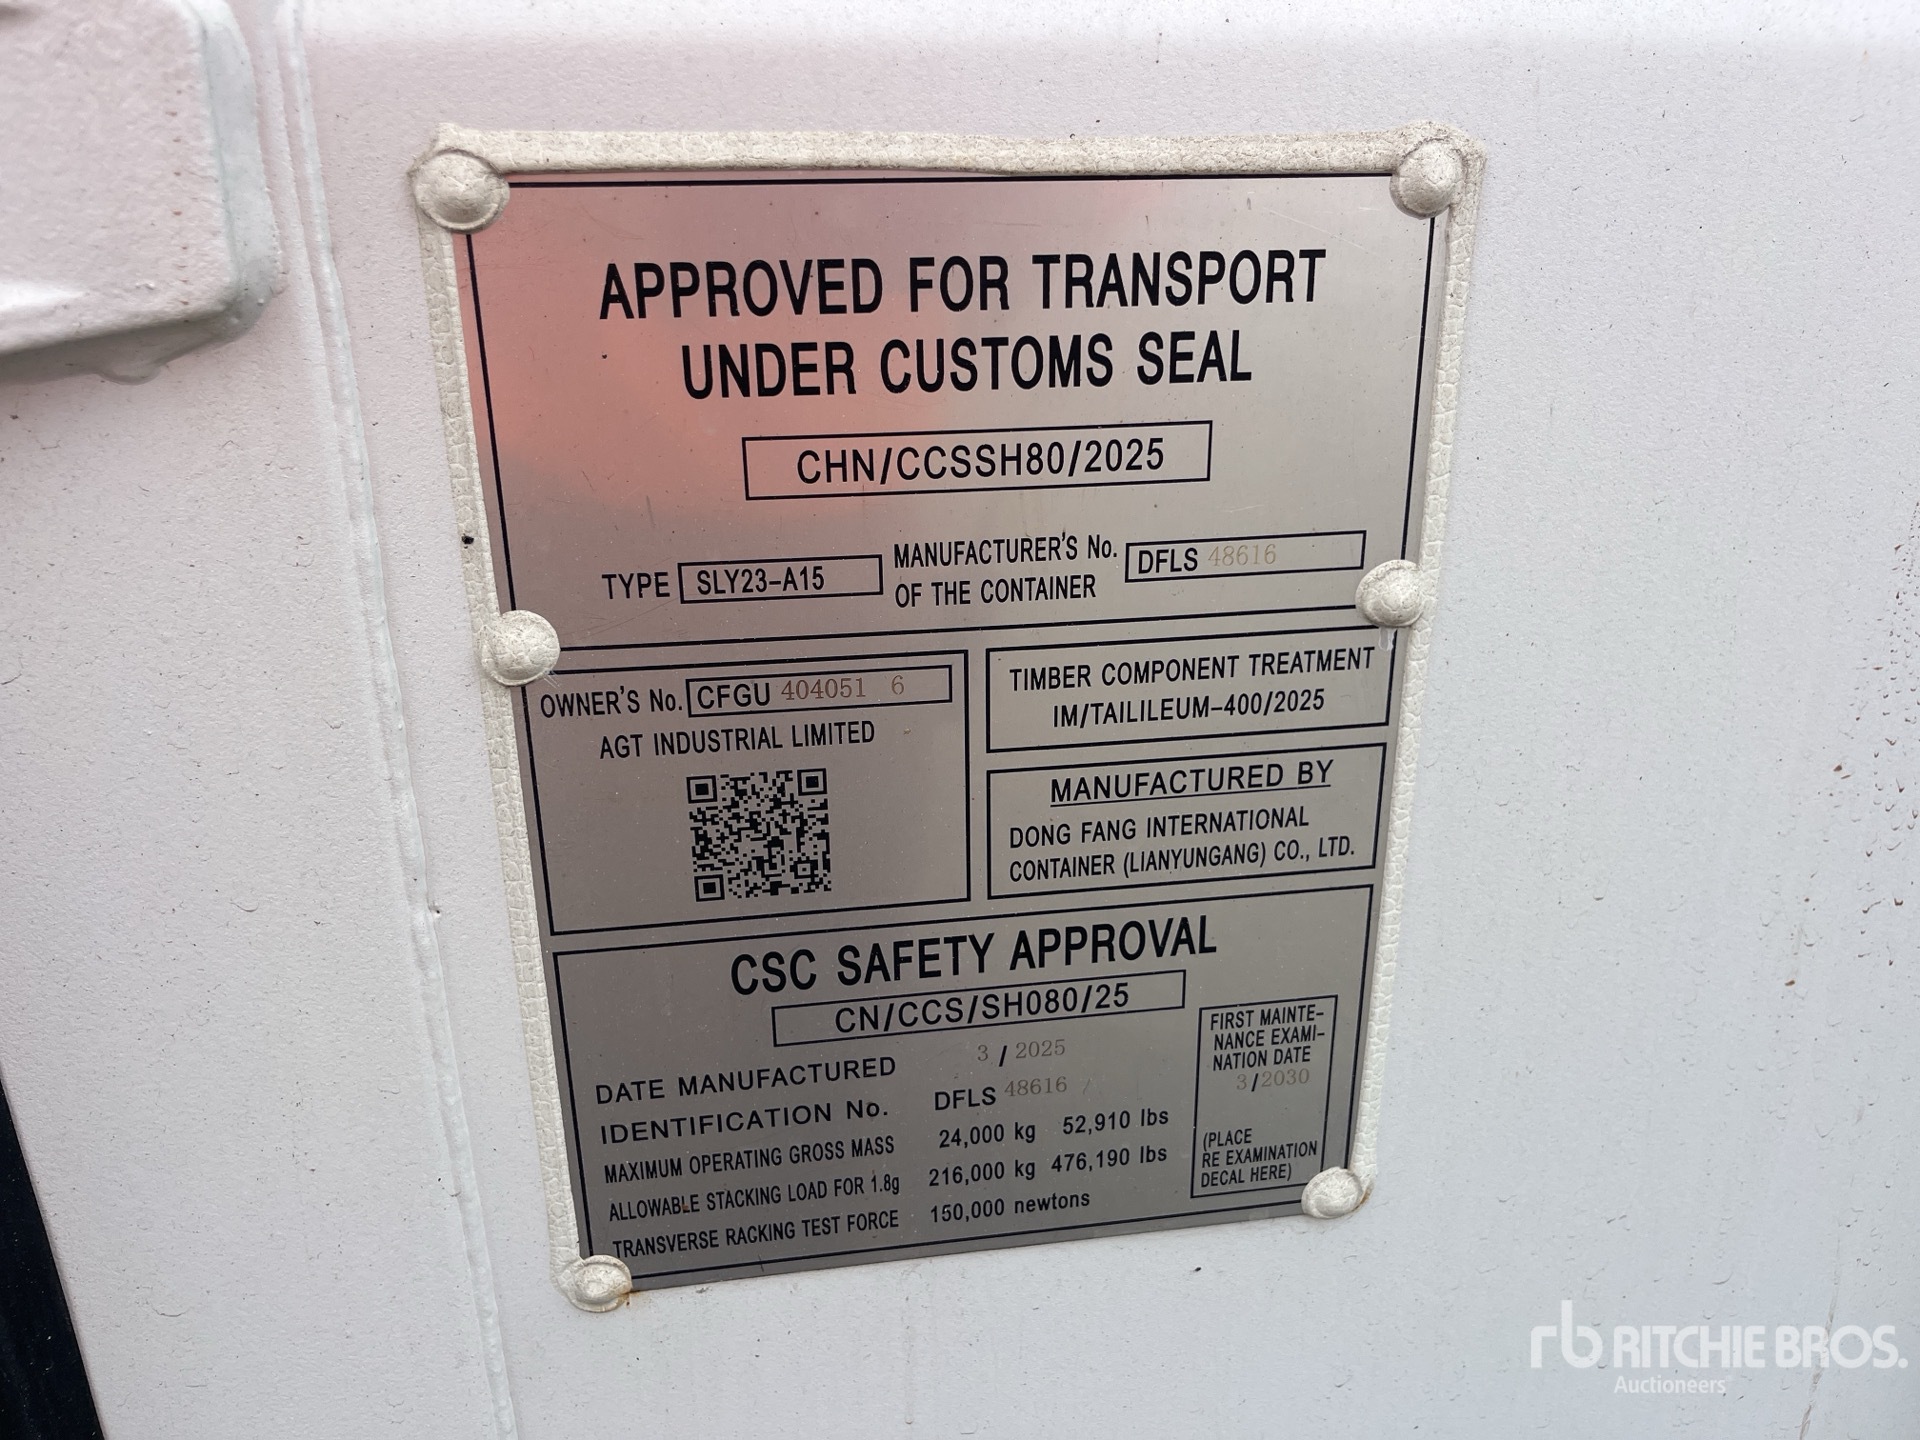 APPROVED FOR TRANSPORT
UNDER CUSTOMS SEAL
CHN/CCSSH80/2025
TYPE SLY23-A15
MANUFACTURER'S No.
OF THE CONTAINER
DFLS 48616
OWNER'S No. CFGU 404051 6
AGT INDUSTRIAL LIMITED
TIMBER COMPONENT TREATMENT
IM/TAILILEUM-400/2025
MANUFACTURED BY
DONG FANG INTERNATIONAL
CONTAINER (LIANYUNGANG) CO., LTD.
CSC SAFETY APPROVAL
CN/CCS/SH080/25
DATE MANUFACTURED 3 / 2025
IDENTIFICATION No. DFLS 48616 /
MAXIMUM OPERATING GROSS MASS 24,000 kg 52,910 lbs
ALLOWABLE STACKING LOAD FOR 1.8g 216,000 kg 476,190 lbs
TRANSVERSE RACKING TEST FORCE 150,000 newtons
FIRST MAINTE-
NANCE EXAMI-
NATION DATE
3/2030
(PLACE
RE EXAMINATION
DECAL HERE)
rb RITCHIE BROS.
Auctioneers